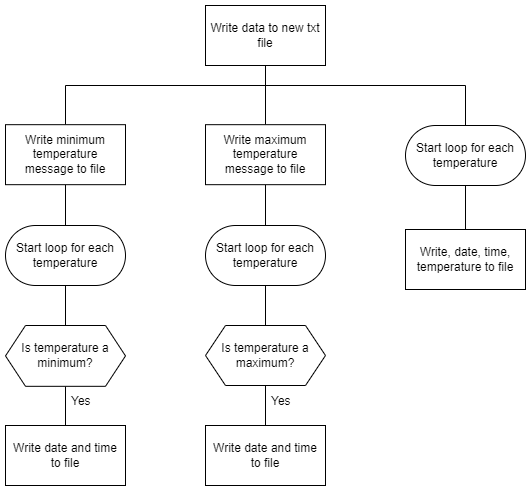 Write data to new txt
file
Write minimum
temperature
message to file
Write maximum
temperature
message to file
Start loop for each
temperature
Start loop for each
temperature
Start loop for each
temperature
Write, date, time,
temperature to file
Is temperature a
minimum?
Is temperature a
maximum?
Yes
Yes
Write date and time
to file
Write date and time
to file